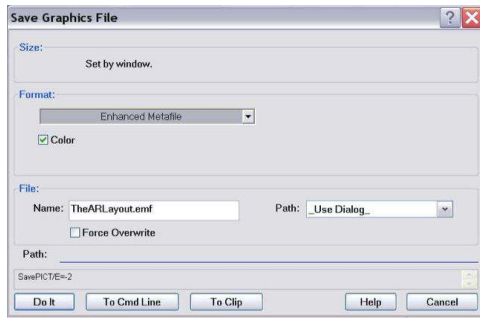 Save Graphics File
Size:
Set by window.
Format:
Enhanced Metafile
Color
File:
Name: TheARLayout.emf Path: _Use Dialog_
Force Overwrite
Path:
SavePICT/E=-2
Do It To Cmd Line To Clip Help Cancel